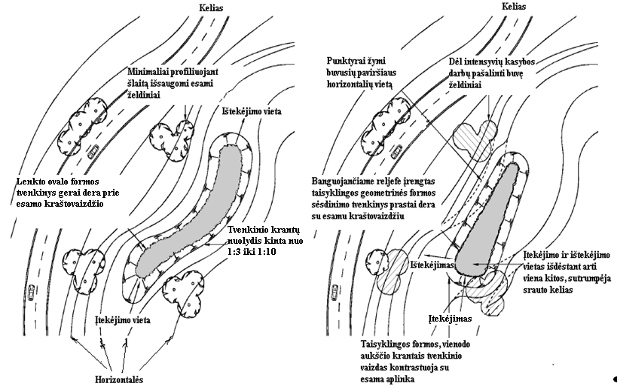 Kelias
Minimaliai profiliuojant
šlaitą išsaugomi esami
želdiniai
Ištekėjimo vieta
Lenkto ovalo formos
tvenkinys gerai dera prie
esamo kraštovaizdžio
Tvenkinio krantų
nuolydis kinta nuo
1:3 iki 1:10
Įtekėjimo vieta
Horizontalės
Kelias
Punktyrai žymi
buvusių paviršiaus
horizontalių vietą
Dėl intensyvių kasybos
darbų pašalinti buvę
želdiniai
Banguojančiame reljefe įrengtas
taisyklingos geometrinės formos
sėsdinimo tvenkinys prastai dera
su esamu kraštovaizdžiu
Ištekėjimas
Įtekėjimo ir ištekėjimo
vietas išdėstant arti
viena kitos, sutrumpėja
srauto kelias
Įtekėjimas
Taisyklingos formos, vienodo
aukščio krantais tvenkinio
vaizdas kontrastuoja su
esama aplinka